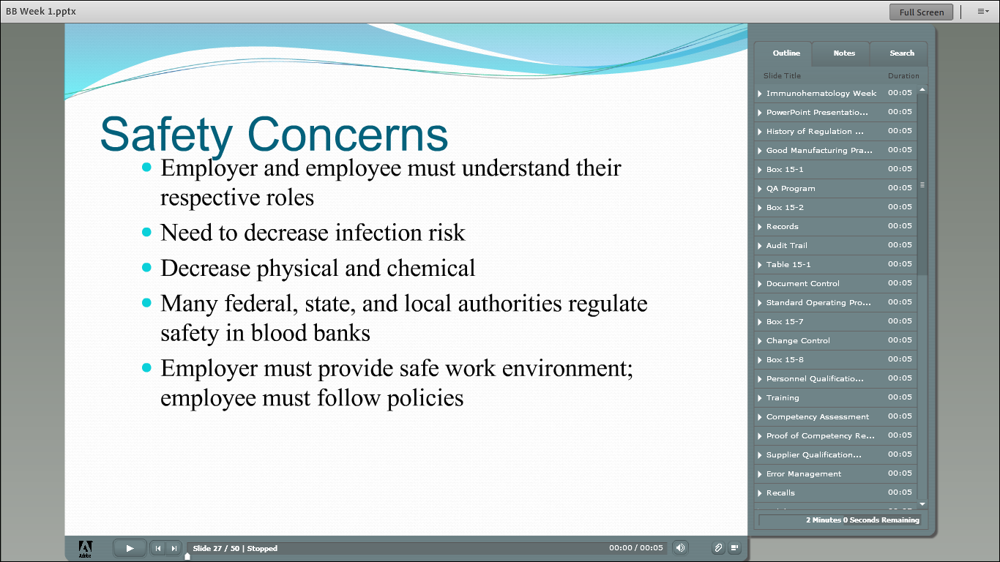 BB Week 1.pptx
Full Screen
Safety Concerns
Employer and employee must understand their
respective roles
Need to decrease infection risk
Decrease physical and chemical
Many federal, state, and local authorities regulate
safety in blood banks
Employer must provide safe work environment;
employee must follow policies
Outline Notes Search
Slide Title Duration
Immunohematology Week 00:05
PowerPoint Presentatio... 00:05
History of Regulation ... 00:05
Good Manufacturing Pra... 00:05
Box 15-1 00:05
QA Program 00:05
Box 15-2 00:05
Records 00:05
Audit Trail 00:05
Table 15-1 00:05
Document Control 00:05
Standard Operating Pro... 00:05
Box 15-7 00:05
Change Control 00:05
Box 15-8 00:05
Personnel Qualificatio... 00:05
Training 00:05
Competency Assessment 00:05
Proof of Competency Re... 00:05
Supplier Qualification... 00:05
Error Management 00:05
Recalls 00:05
2 Minutes 0 Seconds Remaining
Adobe
Slide 27 / 50 | Stopped
00:00 / 00:05